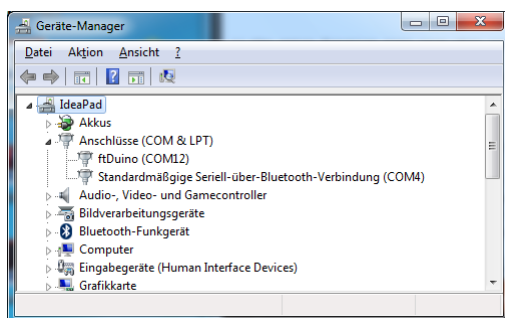 Geräte-Manager
Datei Aktion Ansicht ?
IdeaPad
Akkus
Anschlüsse (COM & LPT)
ftDuino (COM12)
Standardmäßgige Seriell-über-Bluetooth-Verbindung (COM4)
Audio-, Video- und Gamecontroller
Bildverarbeitungsgeräte
Bluetooth-Funkgerät
Computer
Eingabegeräte (Human Interface Devices)
Grafikkarte